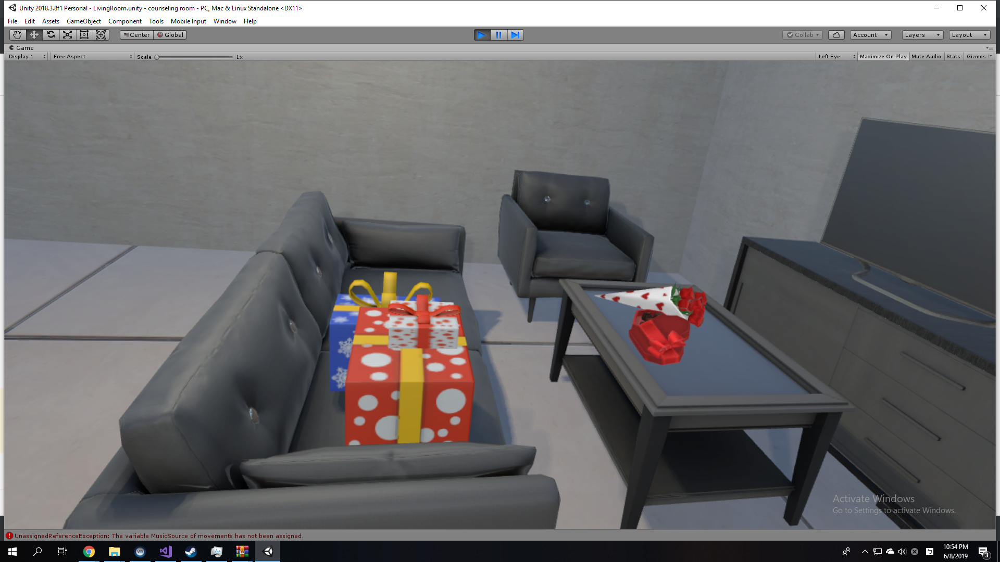 Unity 2018.3.8f1 Personal - LivingRoom.unity - counseling room - PC, Mac & Linux Standalone <DX11>
File Edit Assets GameObject Component Tools Mobile Input Window Help
Center Global Collab Account Layers Layout
Game
Display 1 Free Aspect Scale 1x Left Eye Maximize On Play Mute Audio Stats Gizmos
Activate Windows
Go to Settings to activate Windows.
UnassignedReferenceException: The variable MusicSource of movements has not been assigned.
VR
10:54 PM
6/8/2019
3